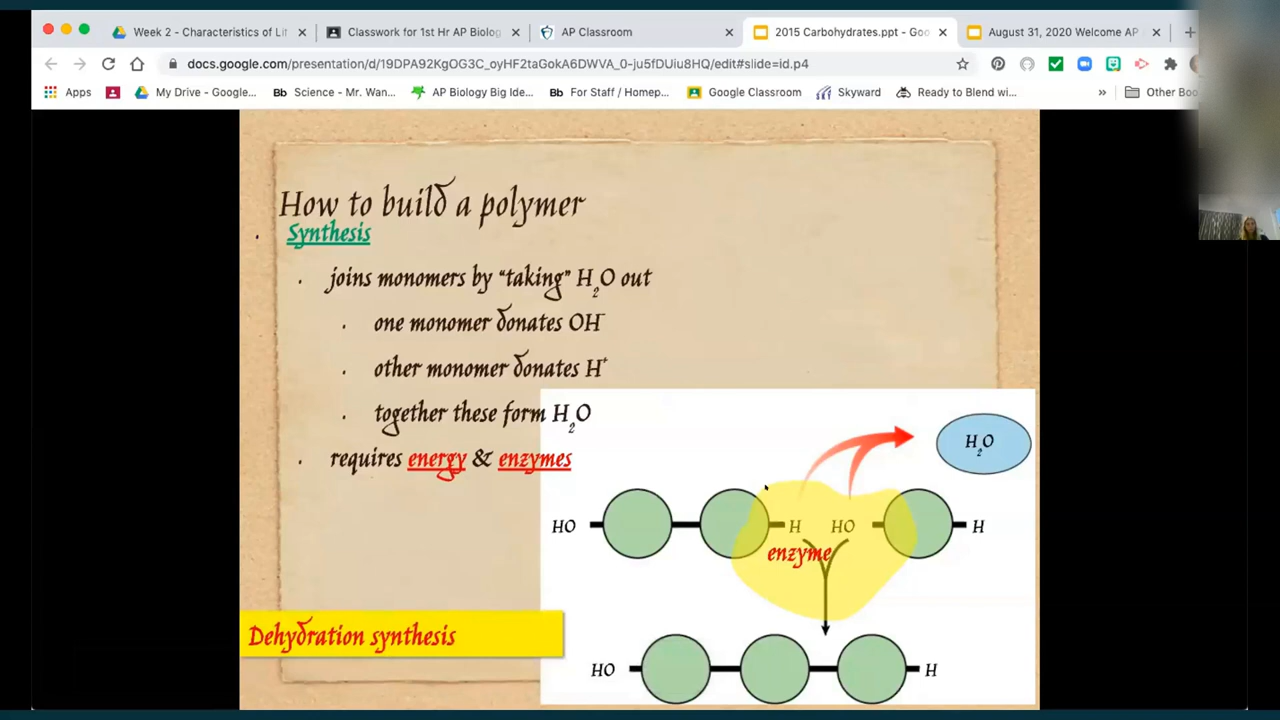 Week 2 - Characteristics of Lif
Classwork for 1st Hr AP Biolog
AP Classroom
2015 Carbohydrates.ppt - Goo
August 31, 2020 Welcome AP
docs.google.com/presentation/d/19DPA92KgOG3C_oyHF2taGokA6DWVA_0-ju5fDUiu8HQ/edit#slide=id.p4
Apps
My Drive - Google...
Bb Science - Mr. Wan...
AP Biology Big Ide...
Bb For Staff / Homep...
Google Classroom
Skyward
Ready to Blend wi...
»
Other Boo
How to build a polymer
· Synthesis
· joins monomers by “taking” H₂O out
· one monomer donates OH⁻
· other monomer donates H⁺
· together these form H₂O
· requires energy & enzymes
H₂O
HO H HO H
enzyme
Dehydration synthesis
HO H